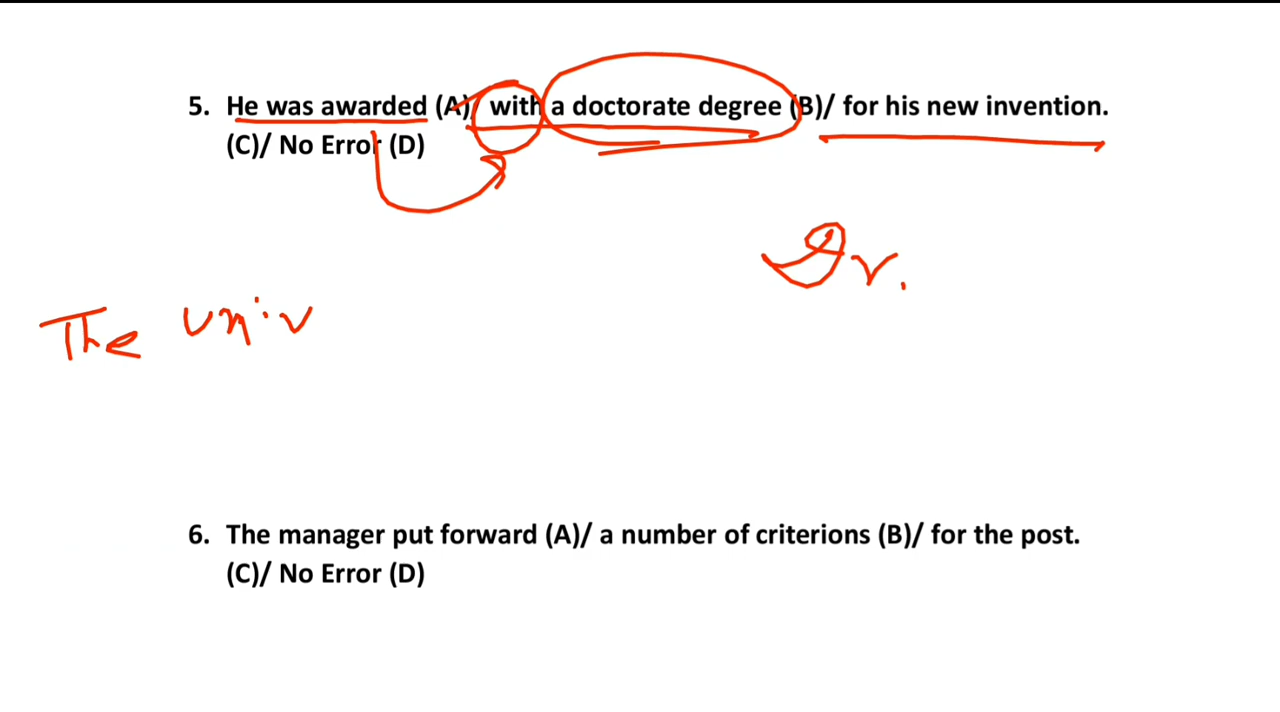 5. He was awarded (A)/ with a doctorate degree (B)/ for his new invention.
(C)/ No Error (D)
Dr.
The univ
6. The manager put forward (A)/ a number of criterions (B)/ for the post.
(C)/ No Error (D)